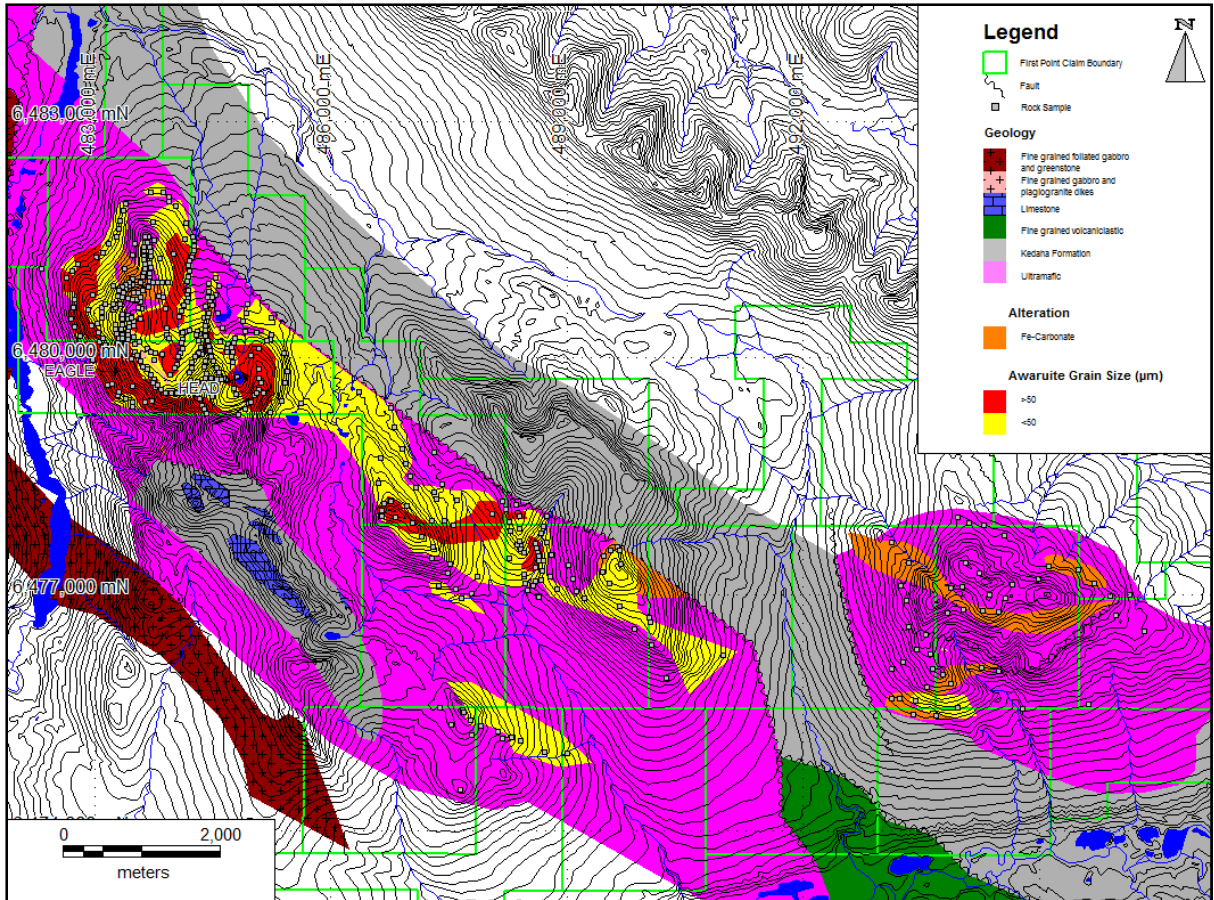 Legend
N
First Point Claim Boundary
Fault
Rock Sample
Geology
Fine grained foliated gabbro
and greenstone
Fine grained gabbro and
plagiogranite dikes
Limestone
Fine grained volcaniclastic
Kedaha Formation
Ultramafic
Alteration
Fe-Carbonate
Awaruite Grain Size (µm)
>50
<50
483,000 mE
486,000 mE
489,000 mE
492,000 mE
6,483,000 mN
6,480,000 mN
EAGLE
HEAD
6,477,000 mN
0 2,000
meters